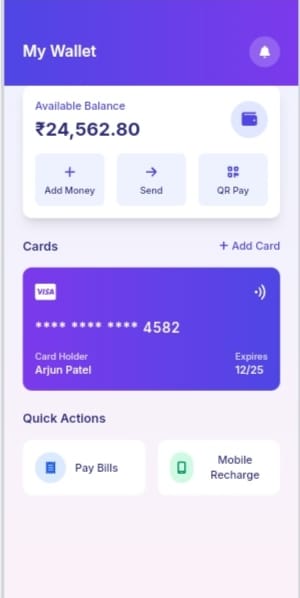 My Wallet
Available Balance
₹24,562.80
Add Money
Send
QR Pay
Cards
+ Add Card
VISA
**** **** **** 4582
Card Holder
Expires
Arjun Patel
12/25
Quick Actions
Pay Bills
Mobile
Recharge